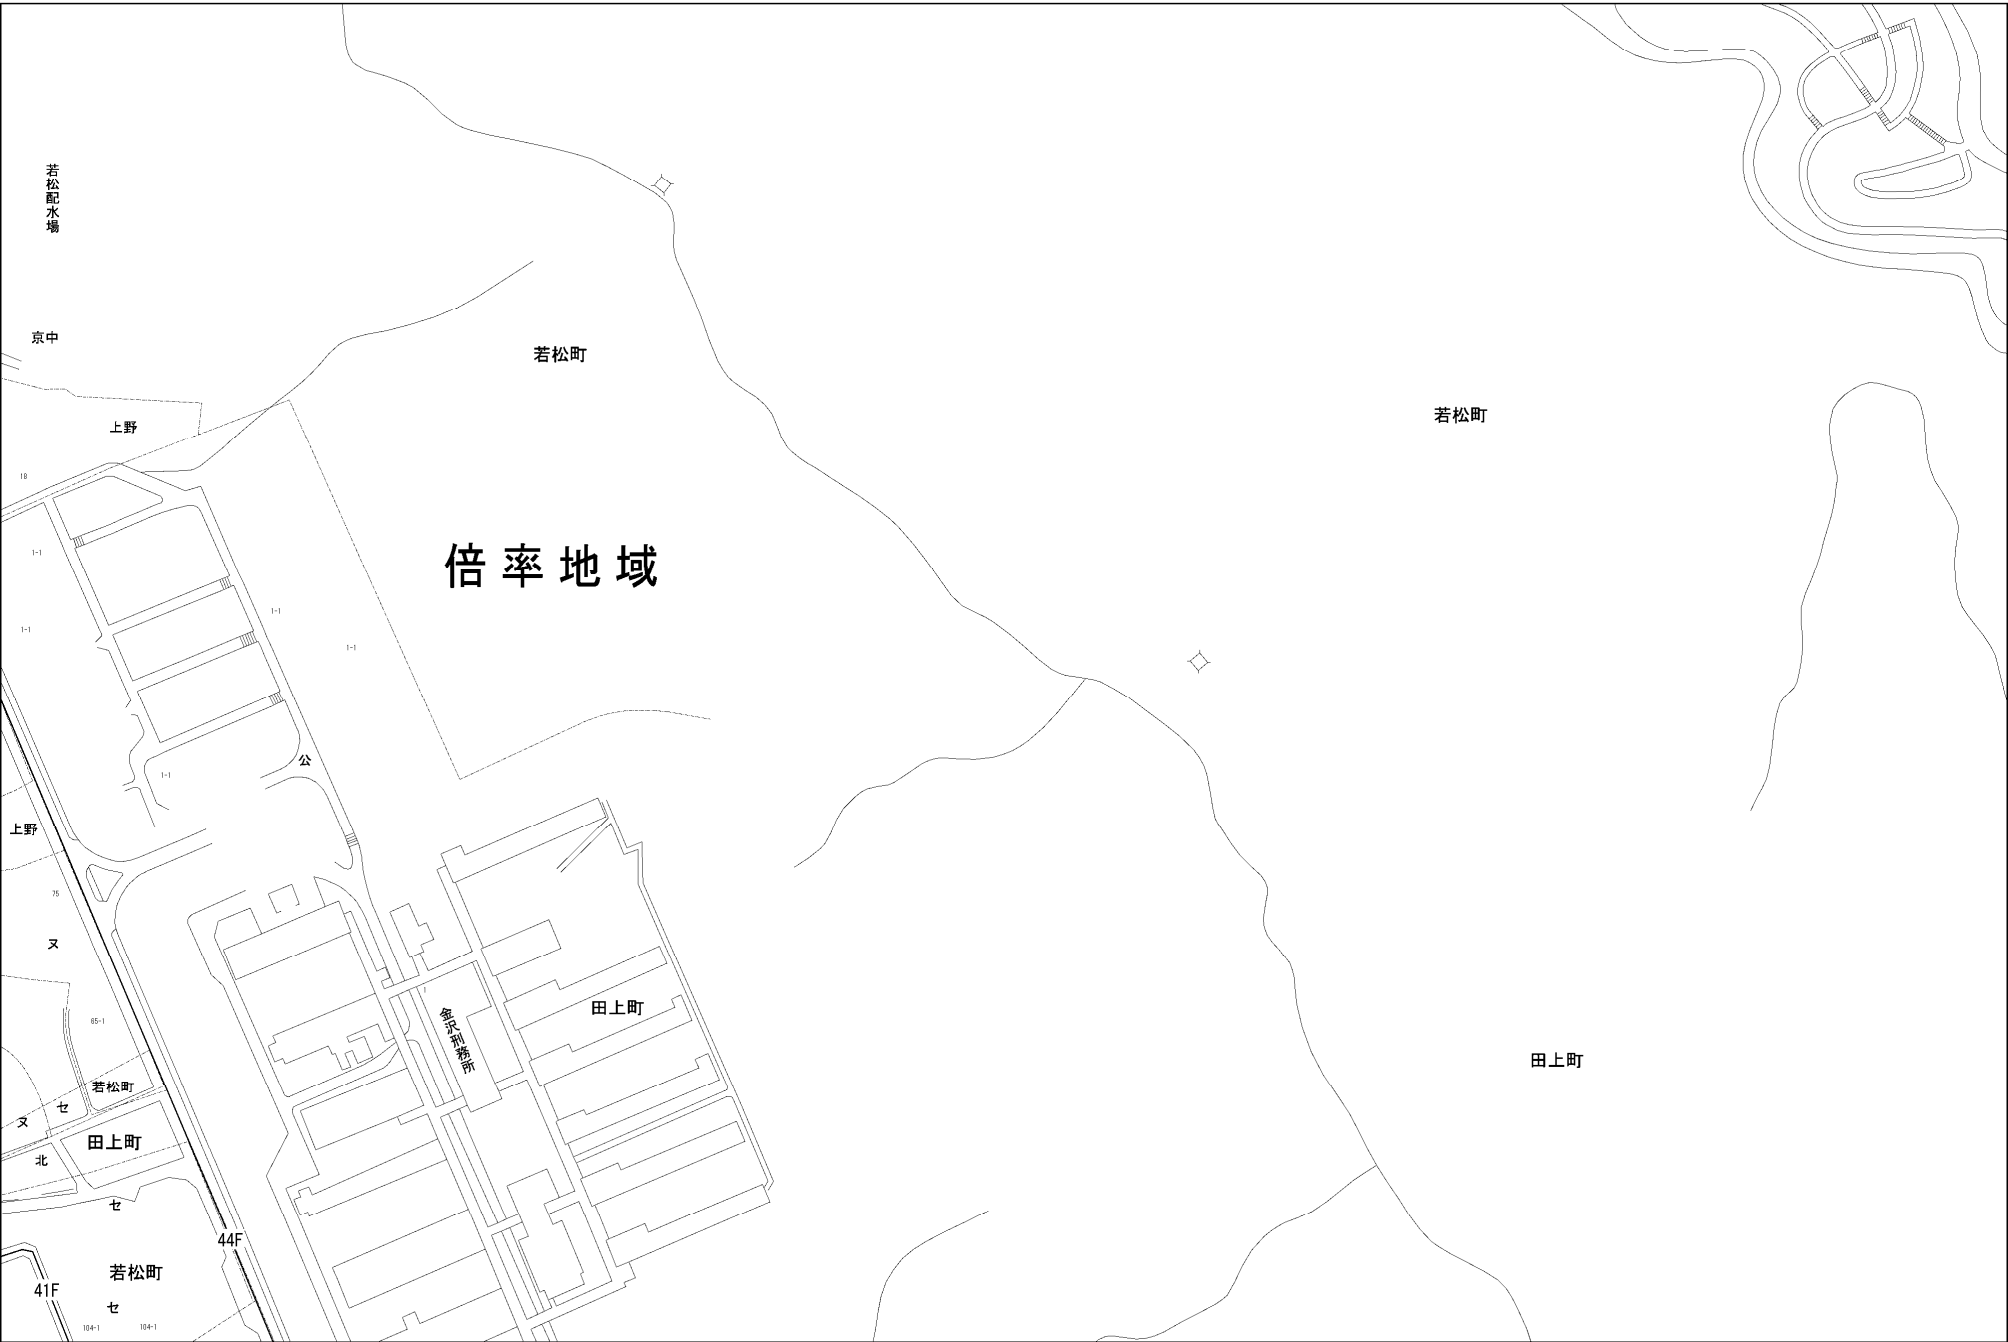 若松配水場
京中
若松町
若松町
上野
18
1-1
倍率地域
1-1
1-1
1-1
公
1-1
上野
75
ヌ
1
田上町
金沢刑務所
65-1
田上町
若松町
セ
ヌ
田上町
北
セ
44F
若松町
41F
セ
104-1
104-1